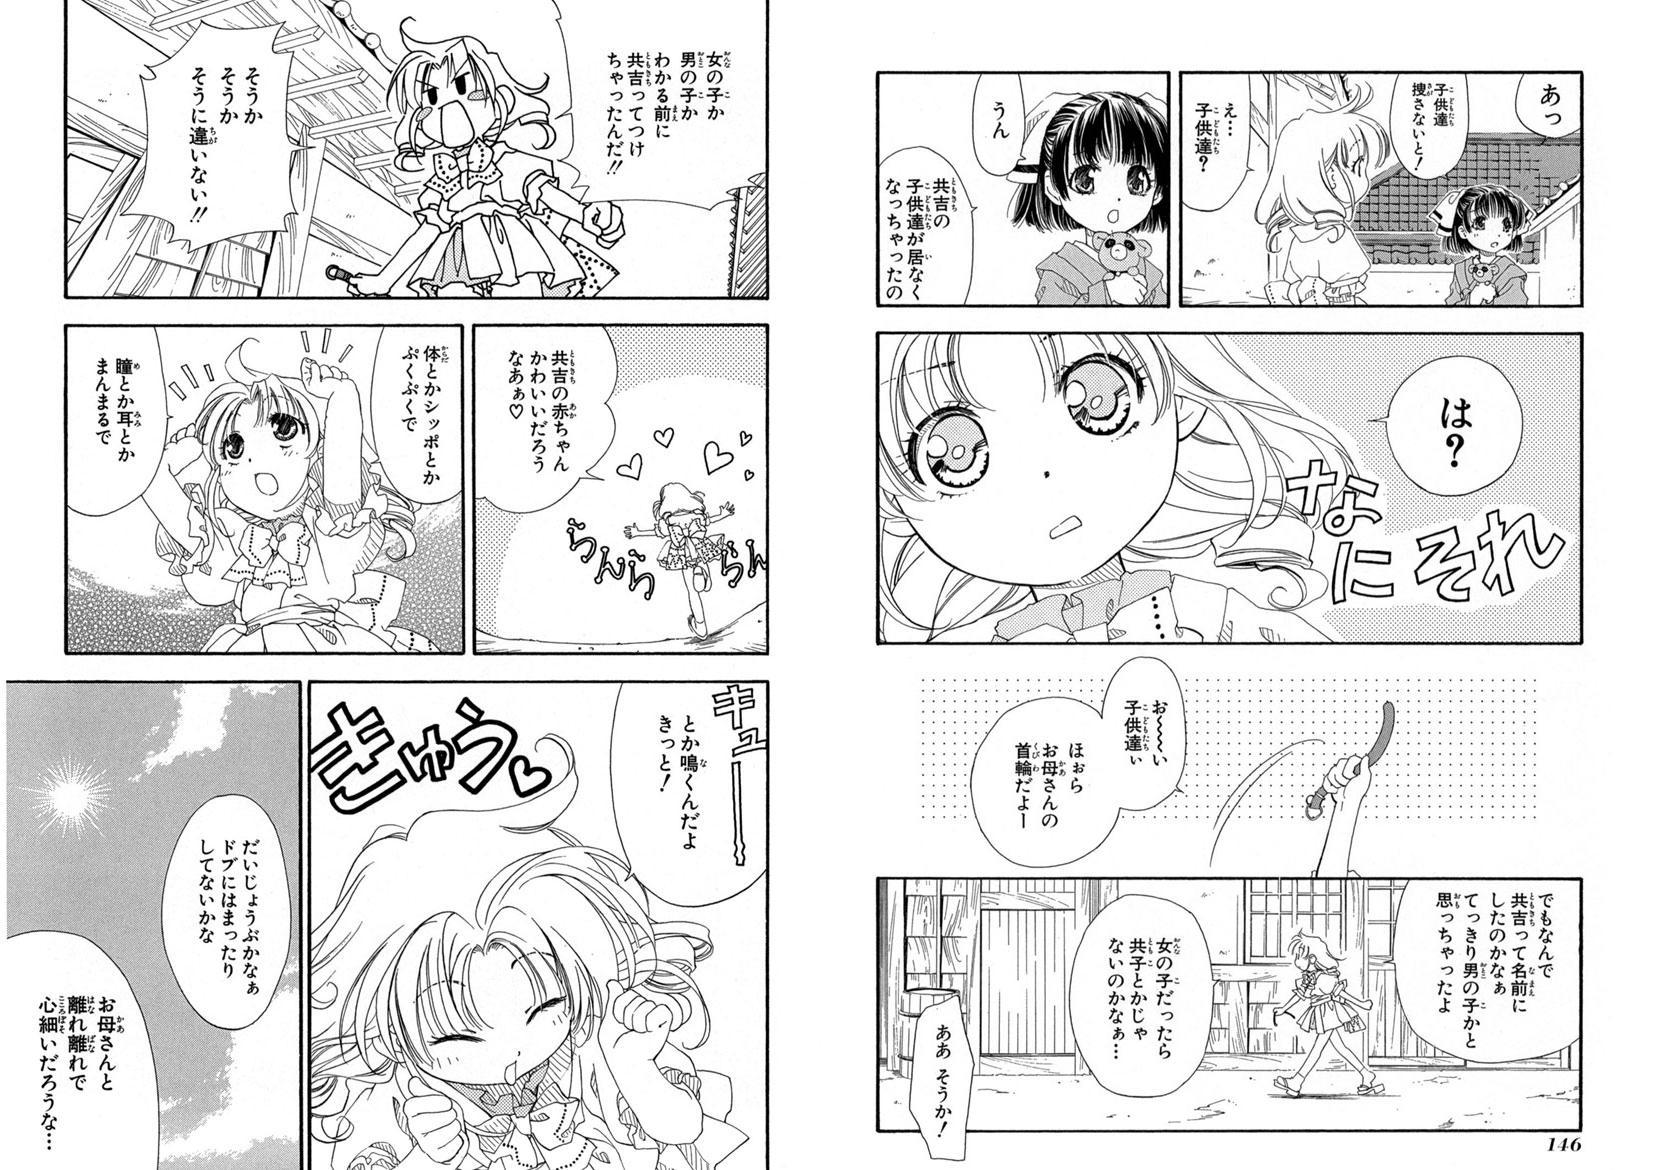 あっ
子供達
捜さないと!
え…
子供達?
うん
共吉の
子供達が居なく
なっちゃったの
は?
なに
それ
お〜〜〜い
子供達ぃ
ほぉら
お母さんの
首輪だよー
でもなんで
共吉って名前に
したのかなぁ
てっきり男の子かと
思っちゃったよ
女の子だったら
共子とかじゃ
ないのかなぁ…
ああ そうか!
146
女の子か
男の子か
わかる前に
共吉ってつけ
ちゃったんだ!!
そうか
そうか
そうに違いない!!
共吉の赤ちゃん
かわいいだろう
なあぁ♡
らんらんらん
体とかシッポとか
ぷくぷくで
瞳とか耳とか
まんまるで
キューーー
とか鳴くんだよ
きっと!
きゅう♡
だいじょうぶかなぁ
ドブにはまったり
してないかな
お母さんと
離れ離れで
心細いだろうな…